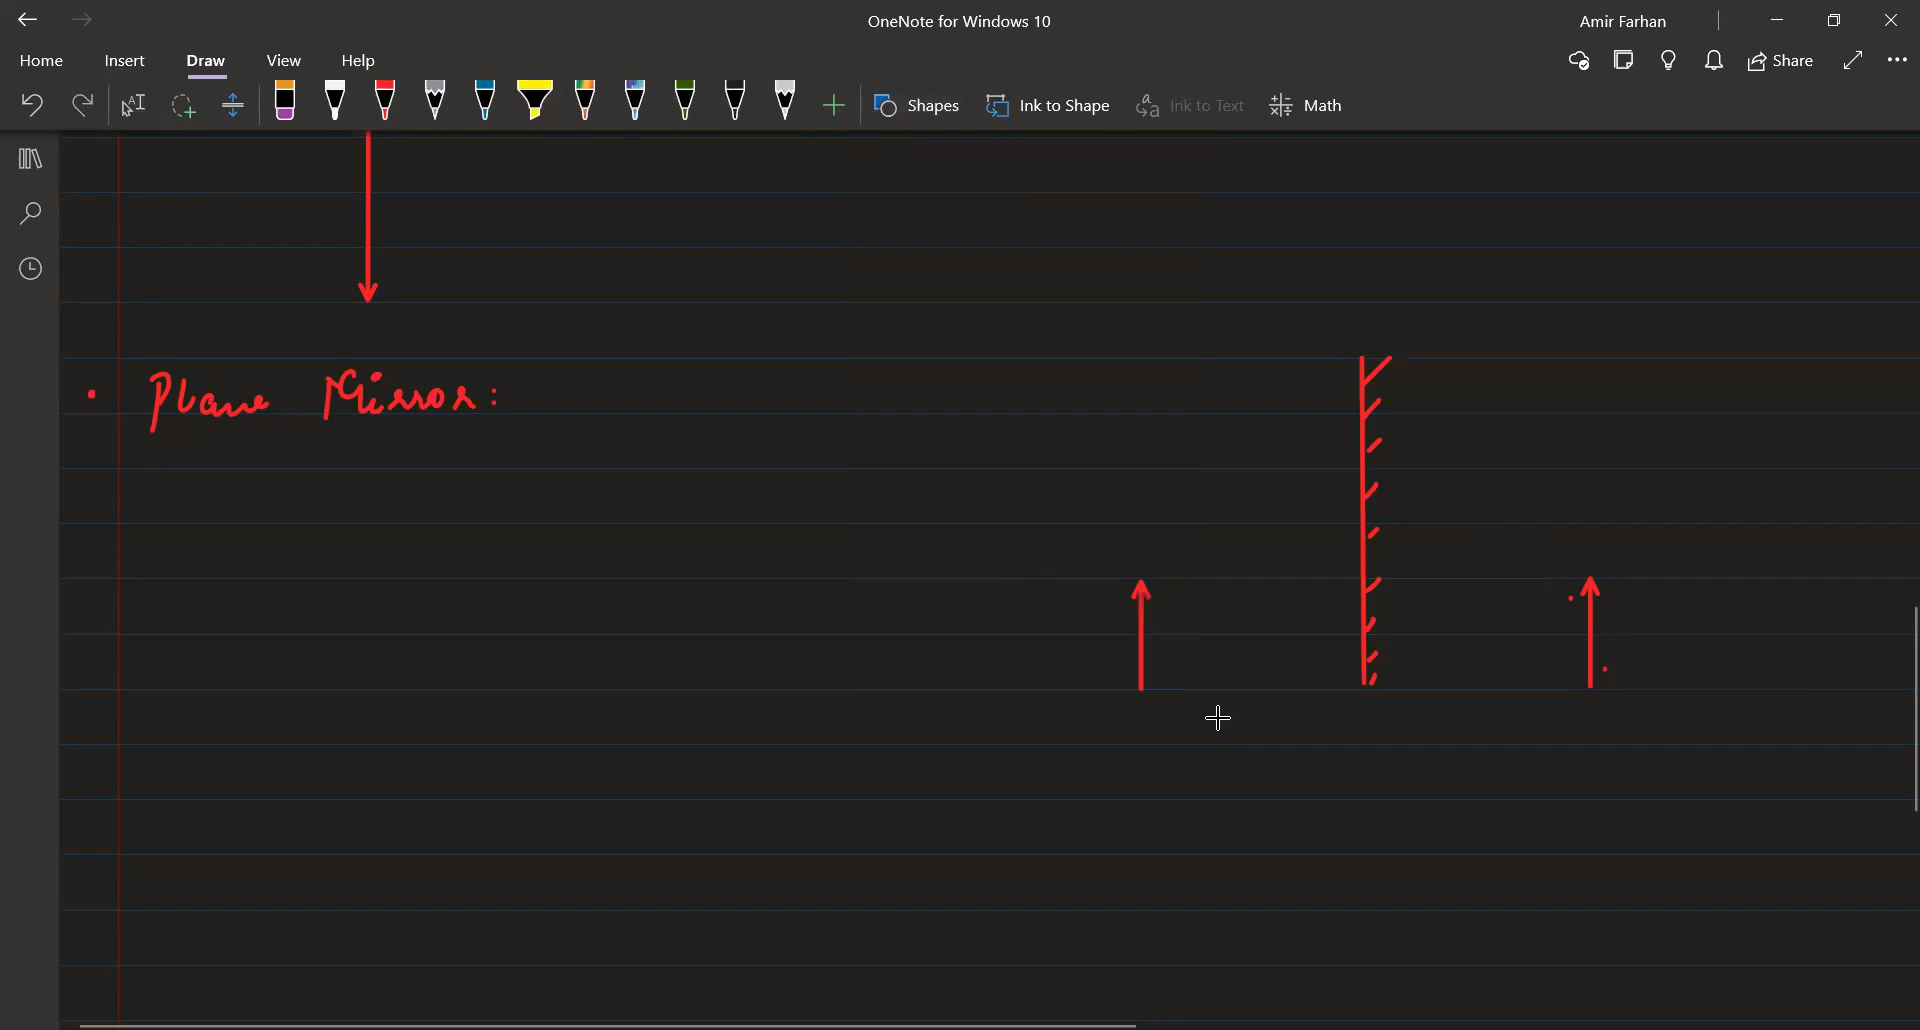 OneNote for Windows 10
Amir Farhan
Home Insert Draw View Help
Share
Shapes Ink to Shape Ink to Text Math
• Plane Mirror: